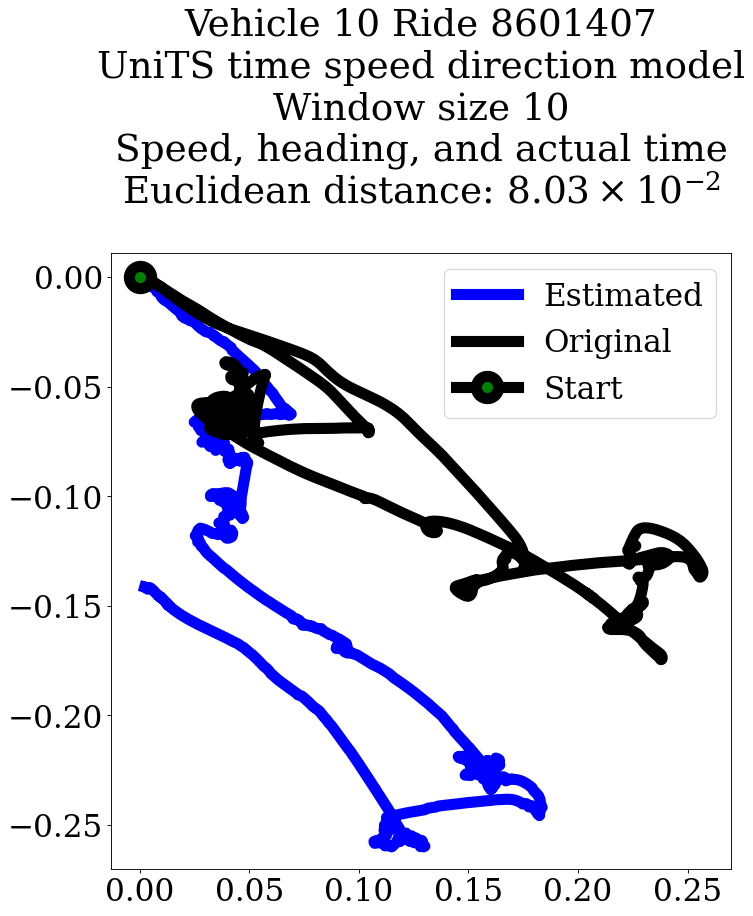 Vehicle 10 Ride 8601407
UniTS time speed direction model
Window size 10
Speed, heading, and actual time
Euclidean distance: 8.03 × 10⁻²
Estimated
Original
Start
0.00
−0.05
−0.10
−0.15
−0.20
−0.25
0.00 0.05 0.10 0.15 0.20 0.25